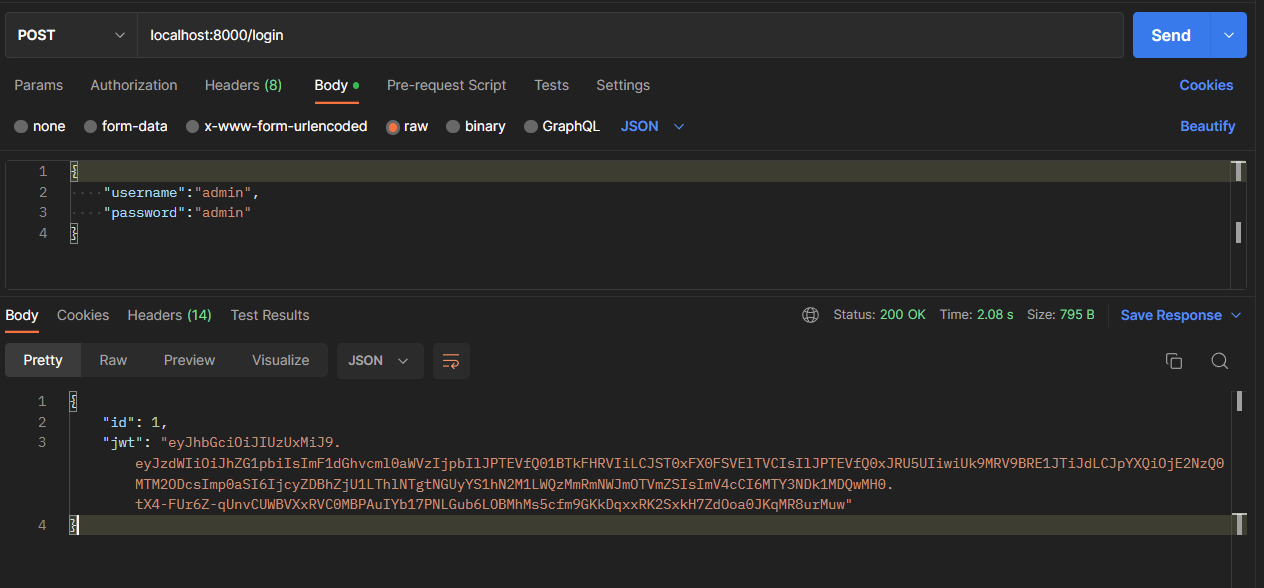 POST localhost:8000/login Send
Params Authorization Headers (8) Body Pre-request Script Tests Settings Cookies
none form-data x-www-form-urlencoded raw binary GraphQL JSON Beautify
1 {
2 "username":"admin",
3 "password":"admin"
4 }
Body Cookies Headers (14) Test Results Status: 200 OK Time: 2.08 s Size: 795 B Save Response
Pretty Raw Preview Visualize JSON
1 {
2 "id": 1,
3 "jwt": "eyJhbGciOiJIUzUxMiJ9.
eyJzdWIiOiJhZG1pbiIsImF1dGhvcml0aWVzIjpbIlJPTEVfQ01BTkFHRVIiLCJST0xFX0FSVElTVCIsIlJPTEVfQ0xJRU5UIiwiUk9MRV9BRE1JTiJdLCJpYXQiOjE2NzQ0
MTM2ODcsImp0aSI6IjcyZDBhZjU1LThlNTgtNGUyYS1hN2M1LWQzMmRmNWJmOTVmZSIsImV4cCI6MTY3NDk1MDQwMH0.
tX4-FUr6Z-qUnvCUWBVXxRVC0MBPAuIYb17PNLGub6LOBMhMs5cfm9GKkDqxxRK2SxkH7ZdOoa0JKqMR8urMuw"
4 }